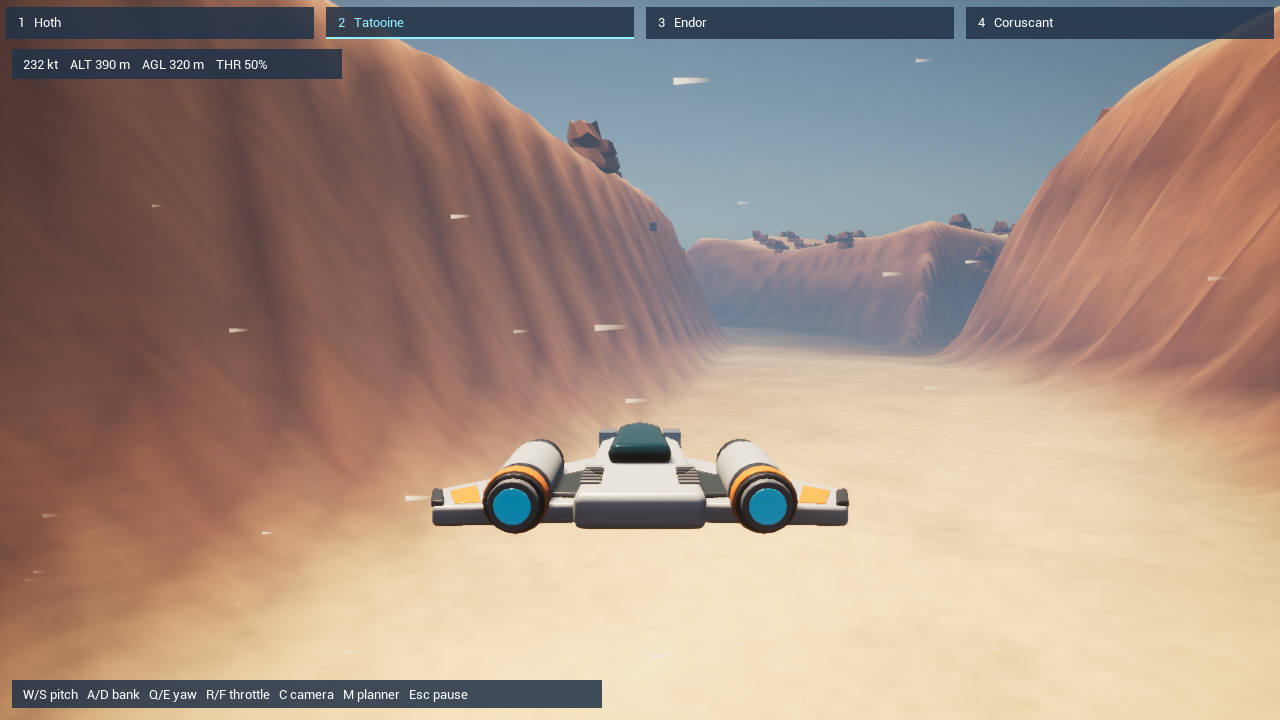 1 Hoth
2 Tatooine
3 Endor
4 Coruscant
232 kt ALT 390 m AGL 320 m THR 50%
W/S pitch A/D bank Q/E yaw R/F throttle C camera M planner Esc pause